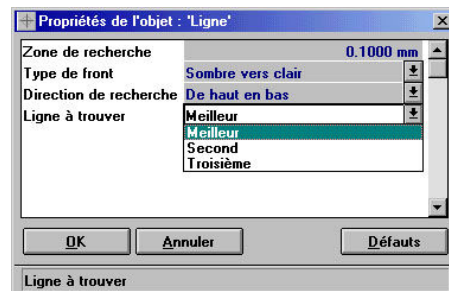 Propriétés de l'objet : 'Ligne'
Zone de recherche 0.1000 mm
Type de front Sombre vers clair
Direction de recherche De haut en bas
Ligne à trouver Meilleur
Meilleur
Second
Troisième
OK Annuler Défauts
Ligne à trouver